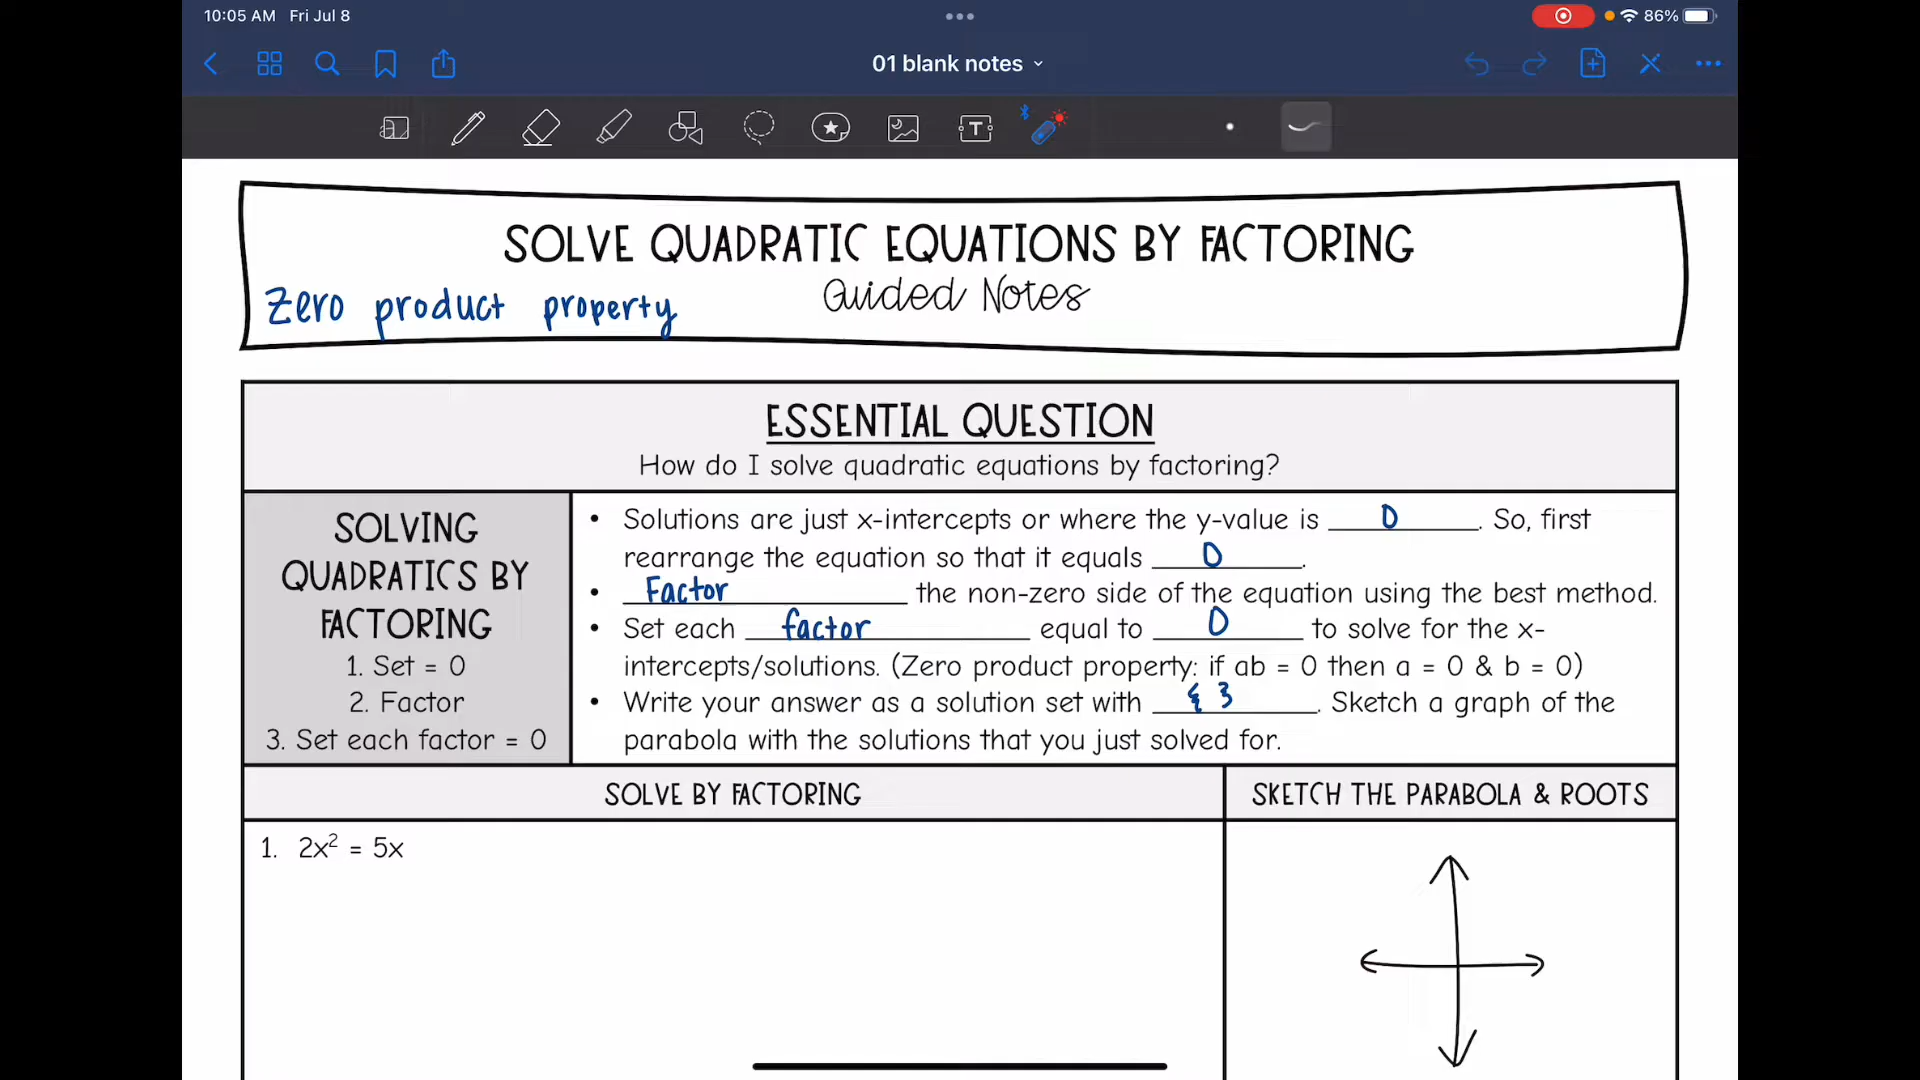 10:05 AM Fri Jul 8
86%
01 blank notes
T
SOLVE QUADRATIC EQUATIONS BY FACTORING
Guided Notes
Zero product property
ESSENTIAL QUESTION
How do I solve quadratic equations by factoring?
SOLVING
QUADRATICS BY
FACTORING
1. Set = 0
2. Factor
3. Set each factor = 0
• Solutions are just x-intercepts or where the y-value is 0. So, first
rearrange the equation so that it equals 0.
• Factor the non-zero side of the equation using the best method.
• Set each factor equal to 0 to solve for the x-
intercepts/solutions. (Zero product property: if ab = 0 then a = 0 & b = 0)
• Write your answer as a solution set with { }. Sketch a graph of the
parabola with the solutions that you just solved for.
SOLVE BY FACTORING
SKETCH THE PARABOLA & ROOTS
1. 2x² = 5x